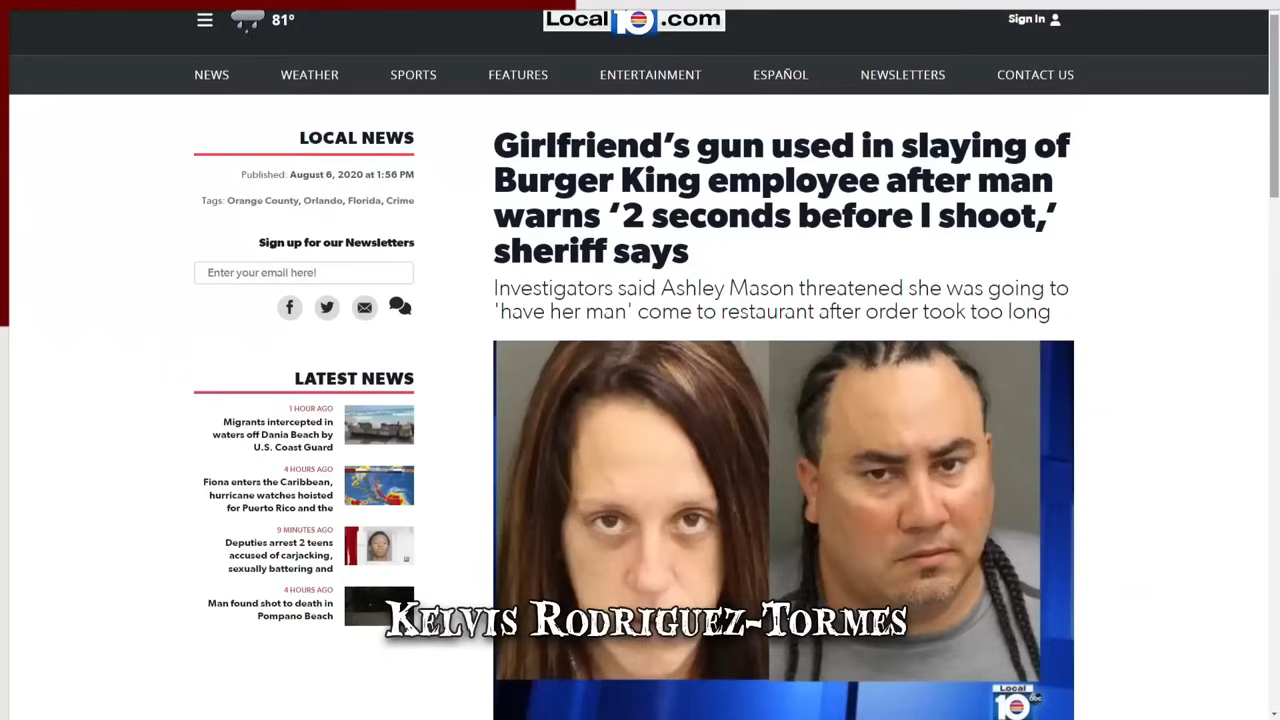 81°
Local 10 .com
Sign In
NEWS WEATHER SPORTS FEATURES ENTERTAINMENT ESPAÑOL NEWSLETTERS CONTACT US
LOCAL NEWS
Published: August 6, 2020 at 1:56 PM
Tags: Orange County, Orlando, Florida, Crime
Sign up for our Newsletters
Enter your email here!
LATEST NEWS
1 HOUR AGO
Migrants intercepted in
waters off Dania Beach by
U.S. Coast Guard
4 HOURS AGO
Fiona enters the Caribbean,
hurricane watches hoisted
for Puerto Rico and the
9 MINUTES AGO
Deputies arrest 2 teens
accused of carjacking,
sexually battering and
4 HOURS AGO
Man found shot to death in
Pompano Beach
Girlfriend's gun used in slaying of
Burger King employee after man
warns ‘2 seconds before I shoot,’
sheriff says
Investigators said Ashley Mason threatened she was going to
'have her man' come to restaurant after order took too long
Kelvis Rodriguez-Tormes
Local
10 abc